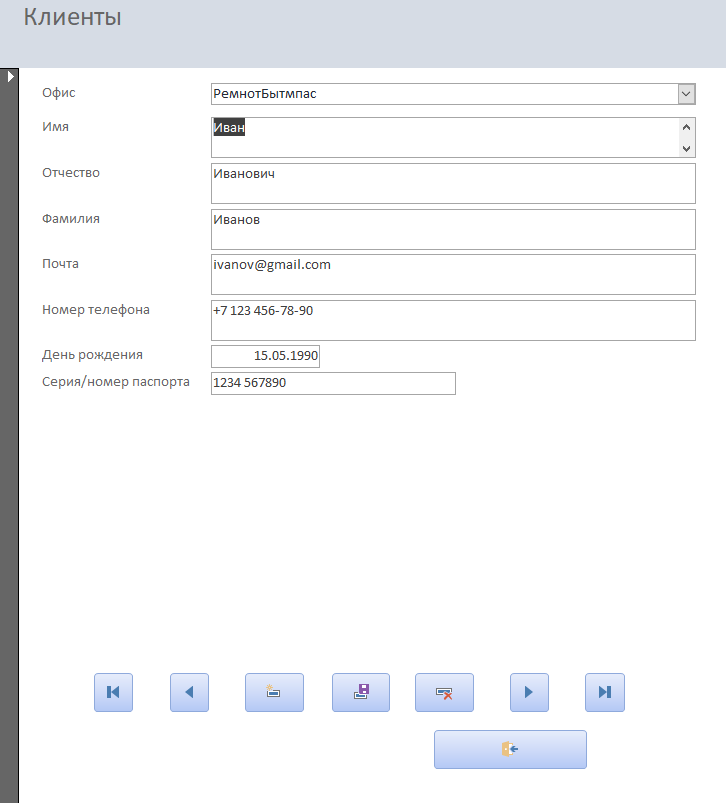 Клиенты
Офис РемнотБытмпас
Имя Иван
Отчество Иванович
Фамилия Иванов
Почта ivanov@gmail.com
Номер телефона +7 123 456-78-90
День рождения 15.05.1990
Серия/номер паспорта 1234 567890